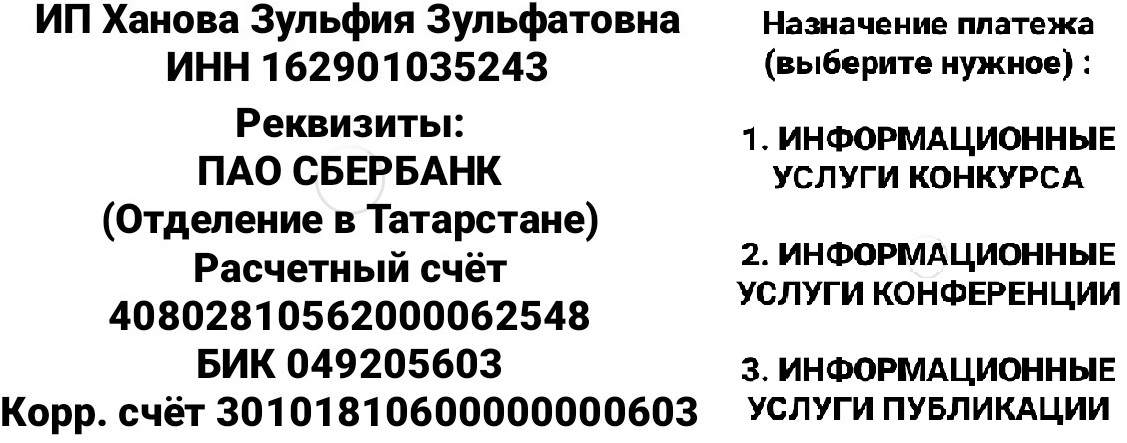 ИП Ханова Зульфия Зульфатовна
ИНН 162901035243
Реквизиты:
ПАО СБЕРБАНК
(Отделение в Татарстане)
Расчетный счёт
40802810562000062548
БИК 049205603
Корр. счёт 30101810600000000603
Назначение платежа
(выберите нужное) :
1. ИНФОРМАЦИОННЫЕ
УСЛУГИ КОНКУРСА
2. ИНФОРМАЦИОННЫЕ
УСЛУГИ КОНФЕРЕНЦИИ
3. ИНФОРМАЦИОННЫЕ
УСЛУГИ ПУБЛИКАЦИИ